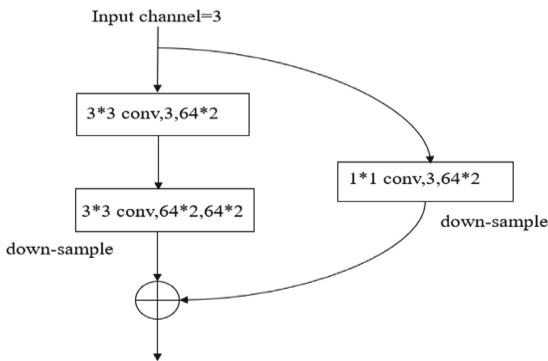 Input channel=3
3*3 conv,3,64*2
1*1 conv,3,64*2
3*3 conv,64*2,64*2
down-sample
down-sample